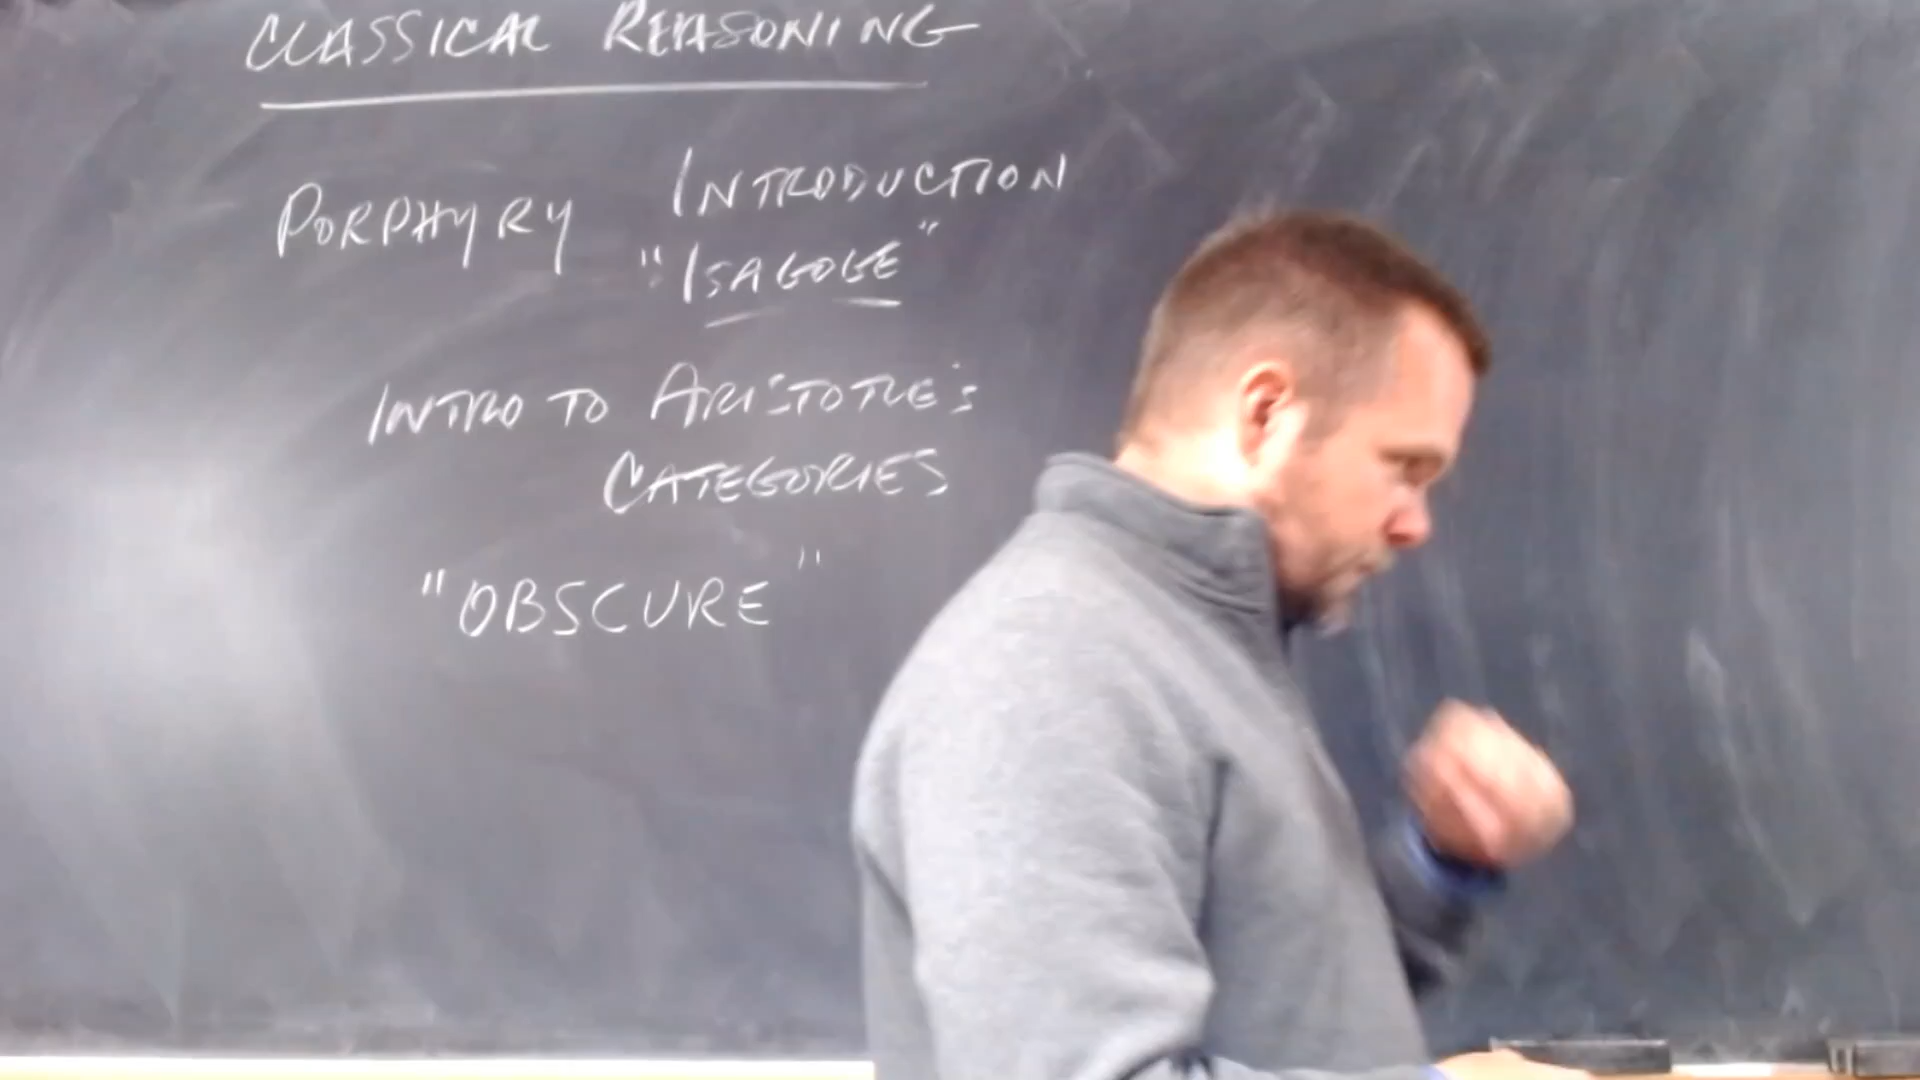 CLASSICAL REASONING
PORPHYRY INTRODUCTION
"ISAGOGE"
INTRO TO ARISTOTLE'S
CATEGORIES
"OBSCURE"